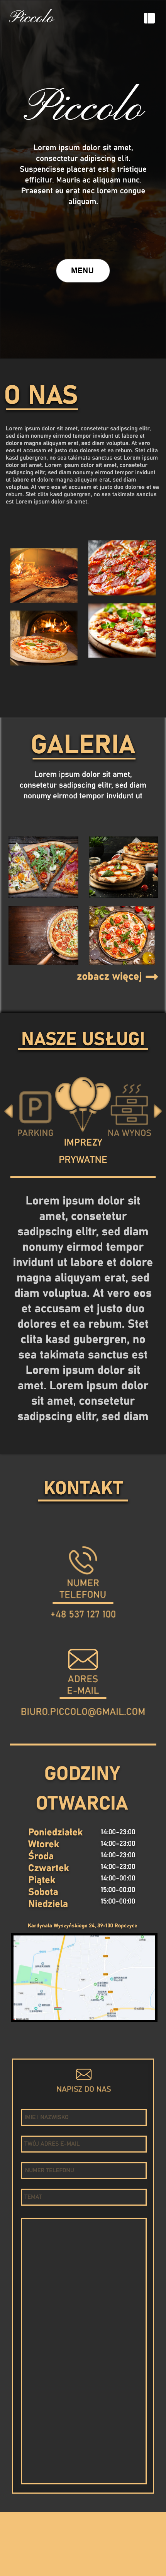 Piccolo
Piccolo
Lorem ipsum dolor sit amet,
consectetur adipiscing elit.
Suspendisse placerat est a tristique
efficitur. Mauris ac aliquam nunc.
Praesent eu erat nec lorem congue
aliquam.
MENU
O NAS
Lorem ipsum dolor sit amet, consetetur sadipscing elitr,
sed diam nonumy eirmod tempor invidunt ut labore et
dolore magna aliquyam erat, sed diam voluptua. At vero
eos et accusam et justo duo dolores et ea rebum. Stet clita
kasd gubergren, no sea takimata sanctus est Lorem ipsum
dolor sit amet. Lorem ipsum dolor sit amet, consetetur
sadipscing elitr, sed diam nonumy eirmod tempor invidunt
ut labore et dolore magna aliquyam erat, sed diam
voluptua. At vero eos et accusam et justo duo dolores et ea
rebum. Stet clita kasd gubergren, no sea takimata sanctus
est Lorem ipsum dolor sit amet.
GALERIA
Lorem ipsum dolor sit amet,
consetetur sadipscing elitr, sed diam
nonumy eirmod tempor invidunt ut
zobacz więcej
NASZE USŁUGI
PARKING
IMPREZY
PRYWATNE
NA WYNOS
Lorem ipsum dolor sit
amet, consetetur
sadipscing elitr, sed diam
nonumy eirmod tempor
invidunt ut labore et dolore
magna aliquyam erat, sed
diam voluptua. At vero eos
et accusam et justo duo
dolores et ea rebum. Stet
clita kasd gubergren, no
sea takimata sanctus est
Lorem ipsum dolor sit
amet. Lorem ipsum dolor
sit amet, consetetur
sadipscing elitr, sed diam
KONTAKT
NUMER
TELEFONU
+48 537 127 100
ADRES
E-MAIL
BIURO.PICCOLO@GMAIL.COM
GODZINY
OTWARCIA
Poniedziałek 14:00-23:00
Wtorek 14:00-23:00
Środa 14:00-23:00
Czwartek 14:00-23:00
Piątek 14:00-00:00
Sobota 15:00-00:00
Niedziela 15:00-00:00
Kardynała Wyszyńskiego 24, 39-100 Ropczyce
NAPISZ DO NAS
IMIĘ I NAZWISKO
TWÓJ ADRES E-MAIL
NUMER TELEFONU
TEMAT